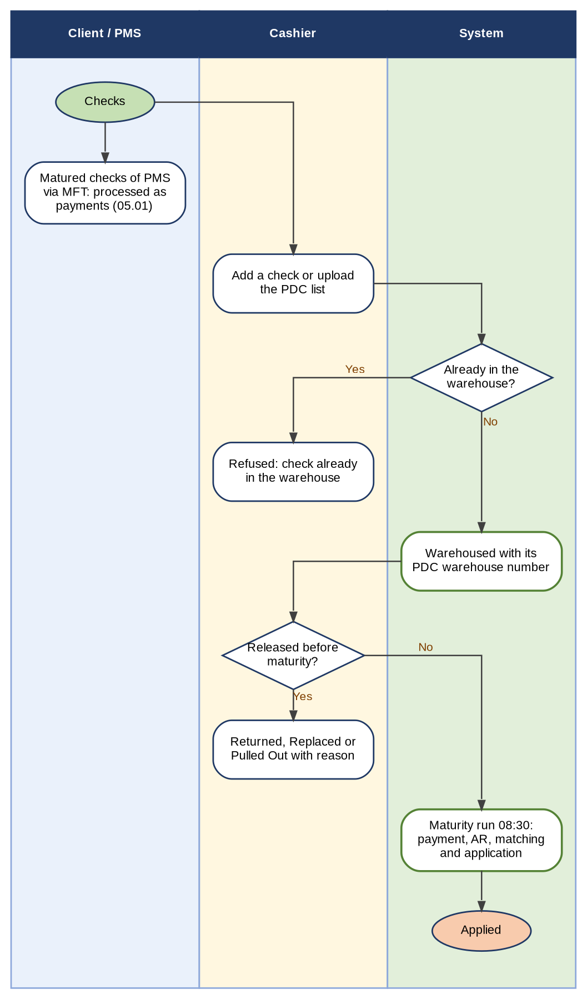 Client / PMS
Cashier
System
Checks
Matured checks of PMS
via MFT: processed as
payments (05.01)
Add a check or upload
the PDC list
Already in the
warehouse?
Yes
No
Refused: check already
in the warehouse
Warehoused with its
PDC warehouse number
Released before
maturity?
No
Yes
Returned, Replaced or
Pulled Out with reason
Maturity run 08:30:
payment, AR, matching
and application
Applied